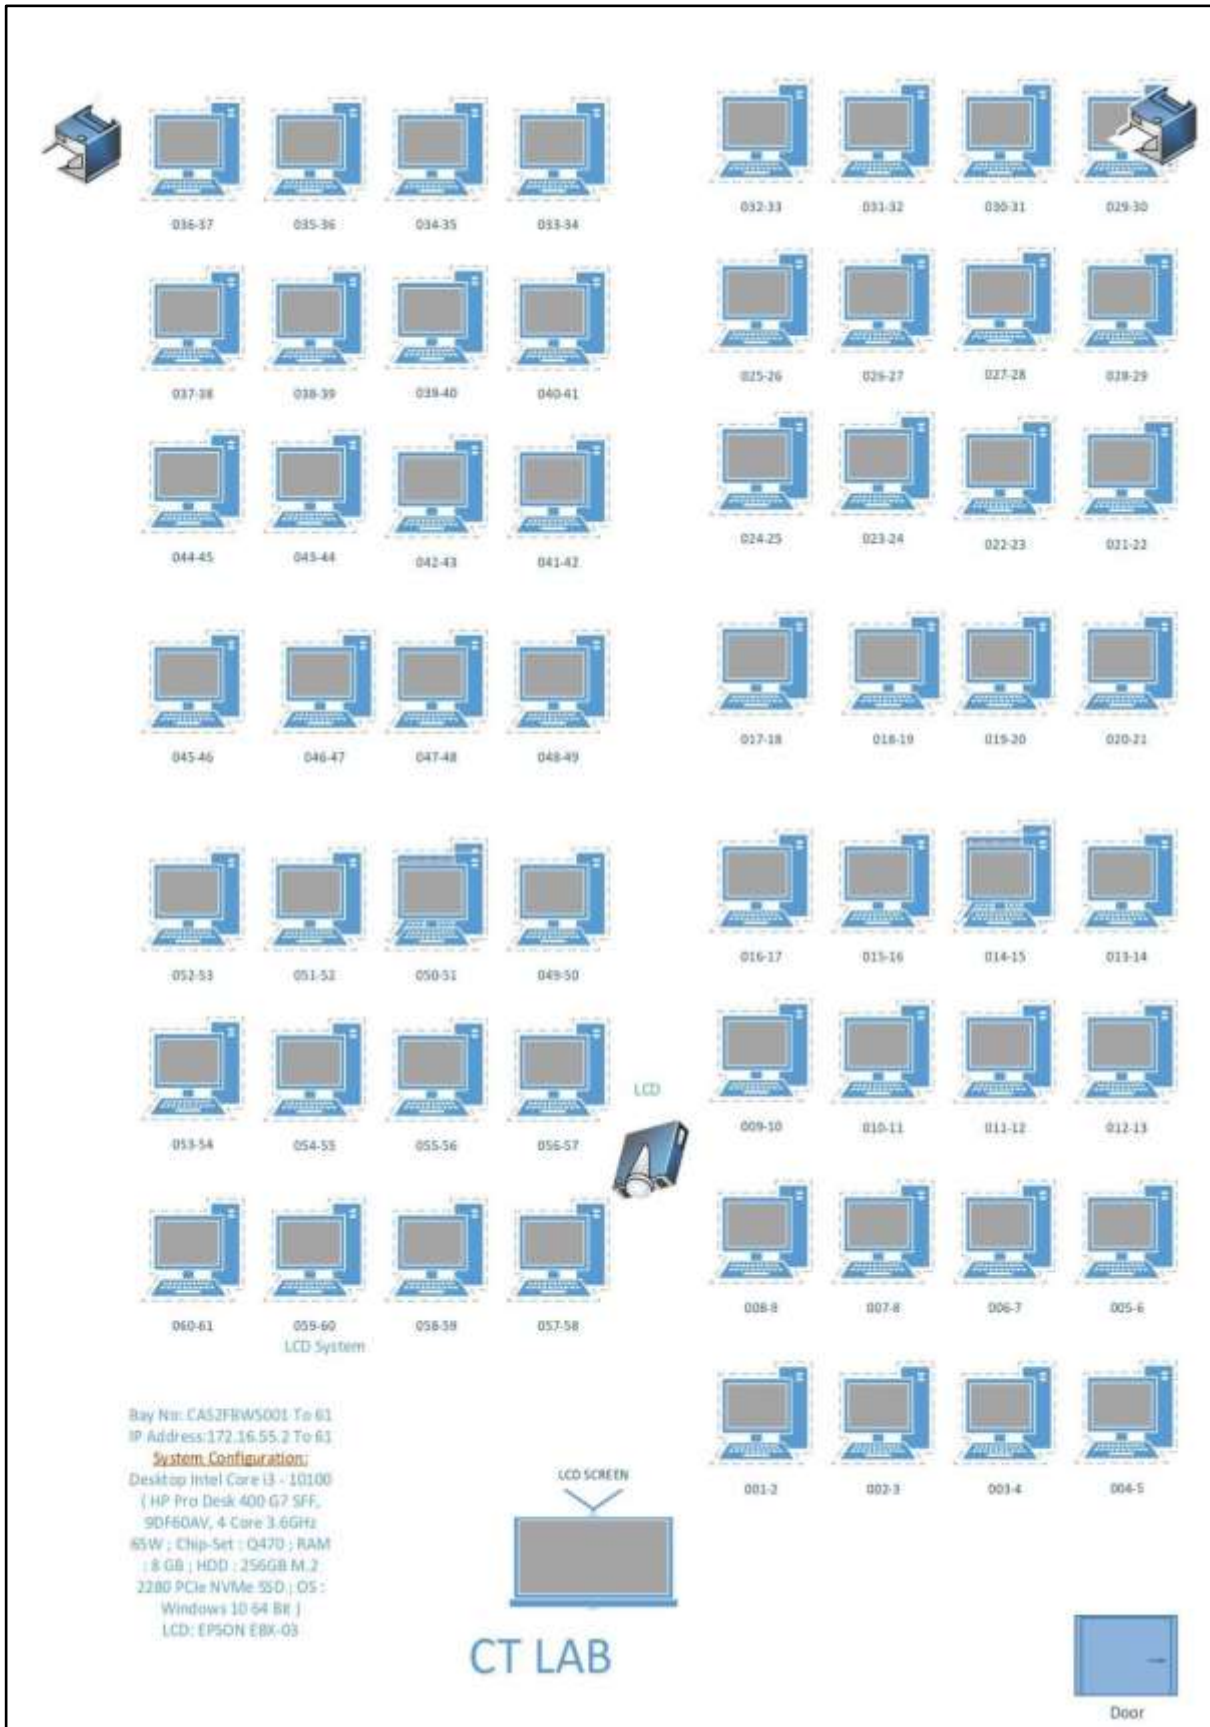 036-37 035-36 034-35 033-34
032-33 031-32 030-31 029-30
037-38 038-39 039-40 040-41
025-26 026-27 027-28 028-29
044-45 043-44 042-43 041-42
024-25 023-24 022-23 021-22
045-46 046-47 047-48 048-49
017-18 018-19 019-20 020-21
052-53 051-52 050-51 049-50
016-17 015-16 014-15 013-14
053-54 054-55 055-56 056-57
LCD
009-10 010-11 011-12 012-13
060-61 059-60 058-59 057-58
LCD System
008-9 007-8 006-7 005-6
001-2 002-3 003-4 004-5
Bay No: CAS2FBWS001 To 61
IP Address:172.16.55.2 To 61
System Configuration:
Desktop Intel Core i3 - 10100
( HP Pro Desk 400 G7 SFF,
9DF60AV, 4 Core 3.6GHz
65W ; Chip-Set : Q470 ; RAM
: 8 GB ; HDD : 256GB M.2
2280 PCIe NVMe SSD ; OS :
Windows 10 64 Bit )
LCD: EPSON EBX-03
LCD SCREEN
CT LAB
Door